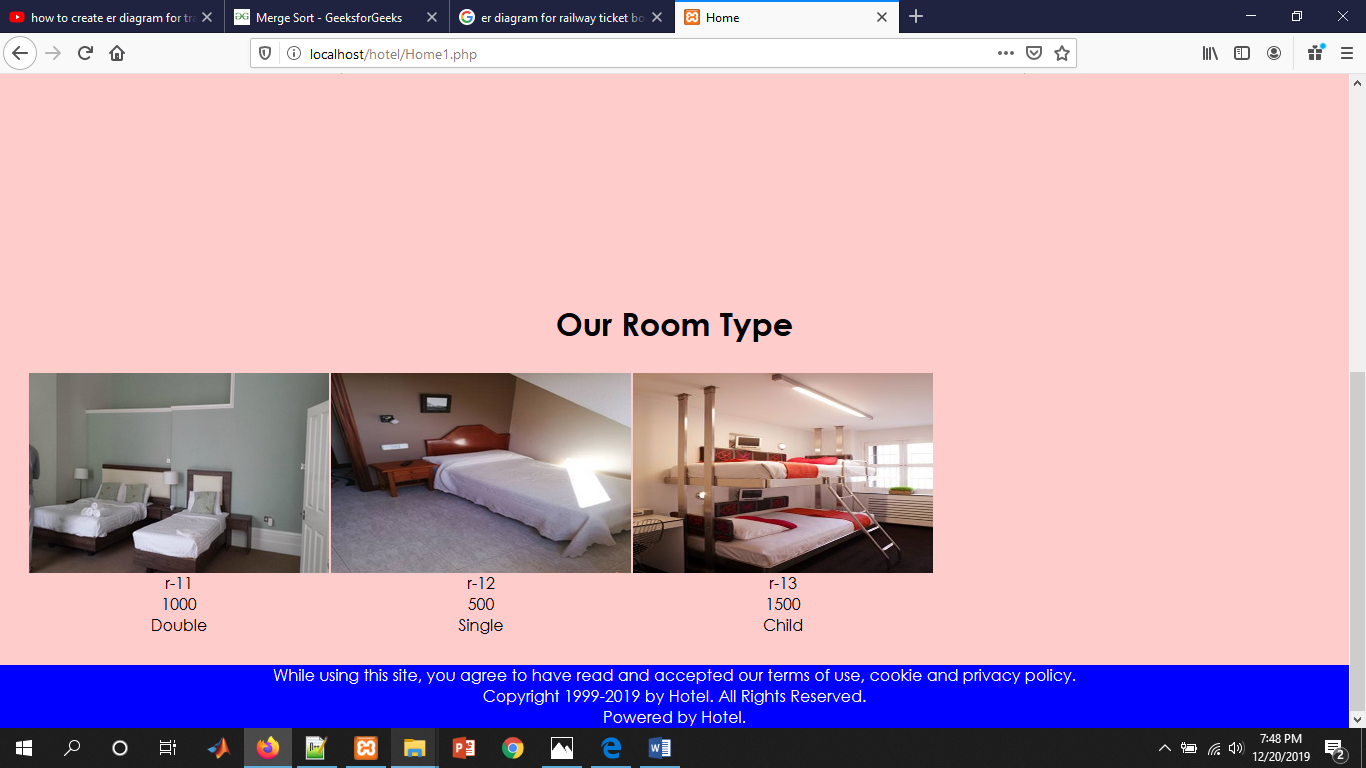 how to create er diagram for tra
Merge Sort - GeeksforGeeks
er diagram for railway ticket bo
Home
localhost/hotel/Home1.php
Our Room Type
r-11
1000
Double
r-12
500
Single
r-13
1500
Child
While using this site, you agree to have read and accepted our terms of use, cookie and privacy policy.
Copyright 1999-2019 by Hotel. All Rights Reserved.
Powered by Hotel.
7:48 PM
12/20/2019
2